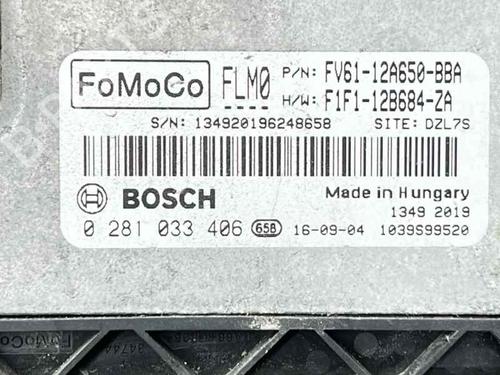 FoMoCo FLM0 P/N: FV61-12A650-BBA
H/W: F1F1-12B684-ZA
S/N: 134920196248658 SITE: DZL7S
BOSCH Made in Hungary
1349 2019
0 281 033 406 658 16-09-04 1039S99520